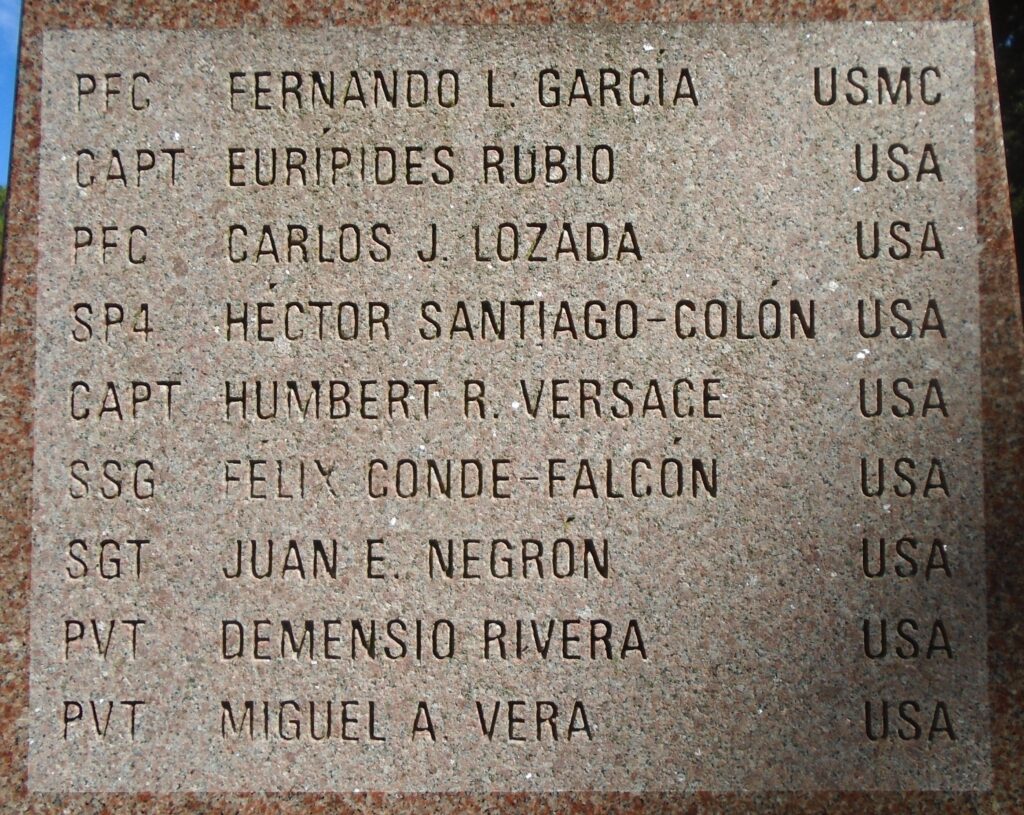 PFC FERNANDO L. GARCÍA USMC
CAPT EURÍPIDES RUBIO USA
PFC CARLOS J. LOZADA USA
SP4 HÉCTOR SANTIAGO-COLÓN USA
CAPT HUMBERT R. VERSACE USA
SSG FÉLIX CONDE-FALCÓN USA
SGT JUAN E. NEGRÓN USA
PVT DEMENSIO RIVERA USA
PVT MIGUEL A. VERA USA